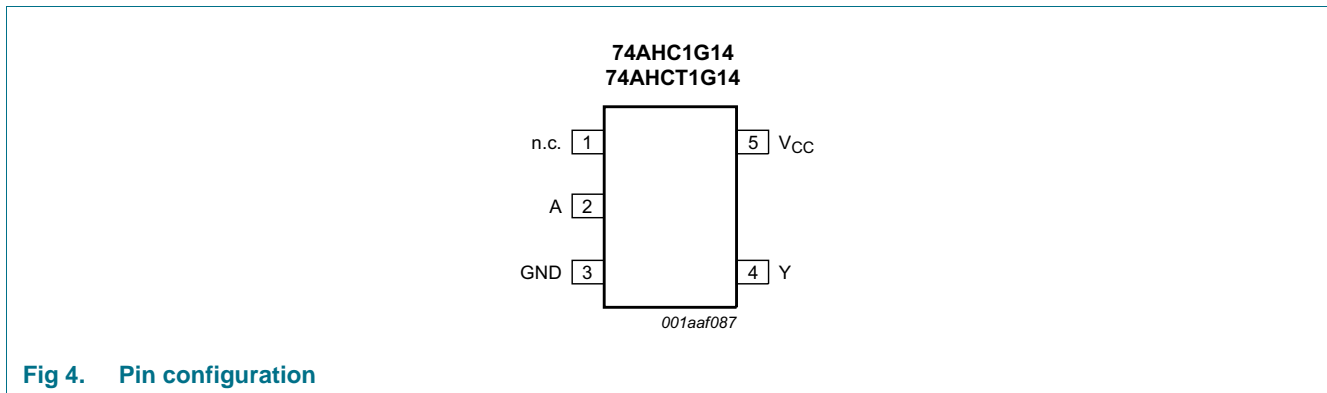 74AHC1G14
74AHCT1G14
n.c. 1
5 VCC
A 2
GND 3
4 Y
001aaf087
Fig 4. Pin configuration